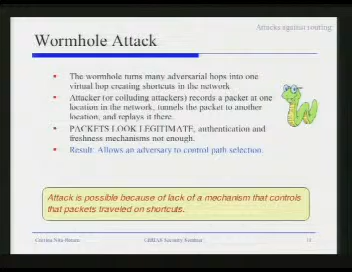 Attacks against routing
Wormhole Attack
The wormhole turns many adversarial hops into one
virtual hop creating shortcuts in the network
Attacker (or colluding attackers) records a packet at one
location in the network, tunnels the packet to another
location, and replays it there.
PACKETS LOOK LEGITIMATE, authentication and
freshness mechanisms not enough.
Result: Allows an adversary to control path selection.
Attack is possible because of lack of a mechanism that controls
that packets traveled on shortcuts.
Cristina Nita-Rotaru
CERIAS Security Seminar